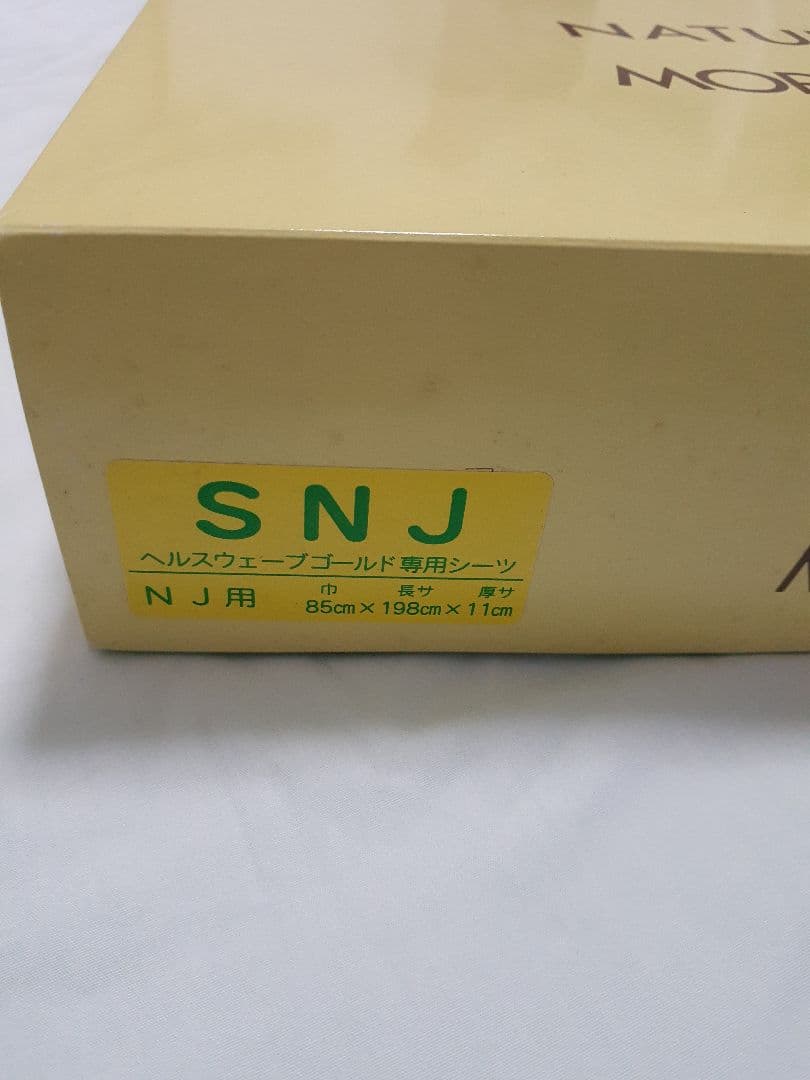 SNJ
ヘルスウェーブゴールド専用シーツ
NJ用
巾 長サ 厚サ
85cm×198cm×11cm